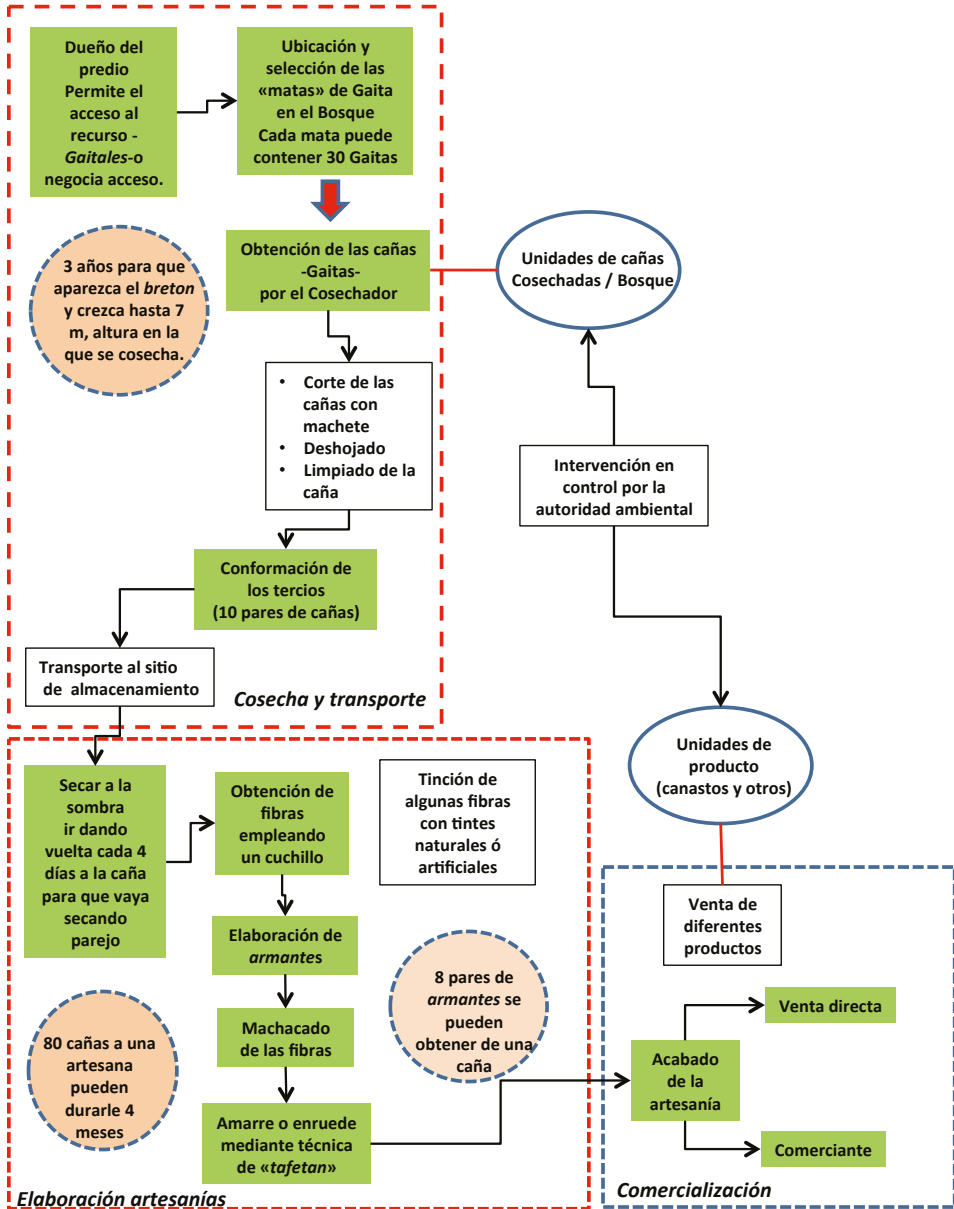 Dueño del
predio
Permite el
acceso al
recurso -
Gaitales-o
negocia acceso.
Ubicación y
selección de las
«matas» de Gaita
en el Bosque
Cada mata puede
contener 30 Gaitas
3 años para que
aparezca el breton
y crezca hasta 7
m, altura en la
que se cosecha.
Obtención de las cañas
-Gaitas-
por el Cosechador
Unidades de cañas
Cosechadas / Bosque
• Corte de las
cañas con
machete
• Deshojado
• Limpiado de la
caña
Intervención en
control por la
autoridad ambiental
Conformación de
los tercios
(10 pares de cañas)
Transporte al sitio
de almacenamiento
Cosecha y transporte
Secar a la
sombra
ir dando
vuelta cada 4
días a la caña
para que vaya
secando
parejo
Obtención de
fibras
empleando
un cuchillo
Tinción de
algunas fibras
con tintes
naturales ó
artificiales
Unidades de
producto
(canastos y otros)
Elaboración de
armantes
Machacado
de las fibras
8 pares de
armantes se
pueden
obtener de una
caña
80 cañas a una
artesana
pueden
durarle 4
meses
Amarre o enruede
mediante técnica
de «tafetan»
Elaboración artesanías
Venta de
diferentes
productos
Venta directa
Acabado
de la
artesanía
Comerciante
Comercialización